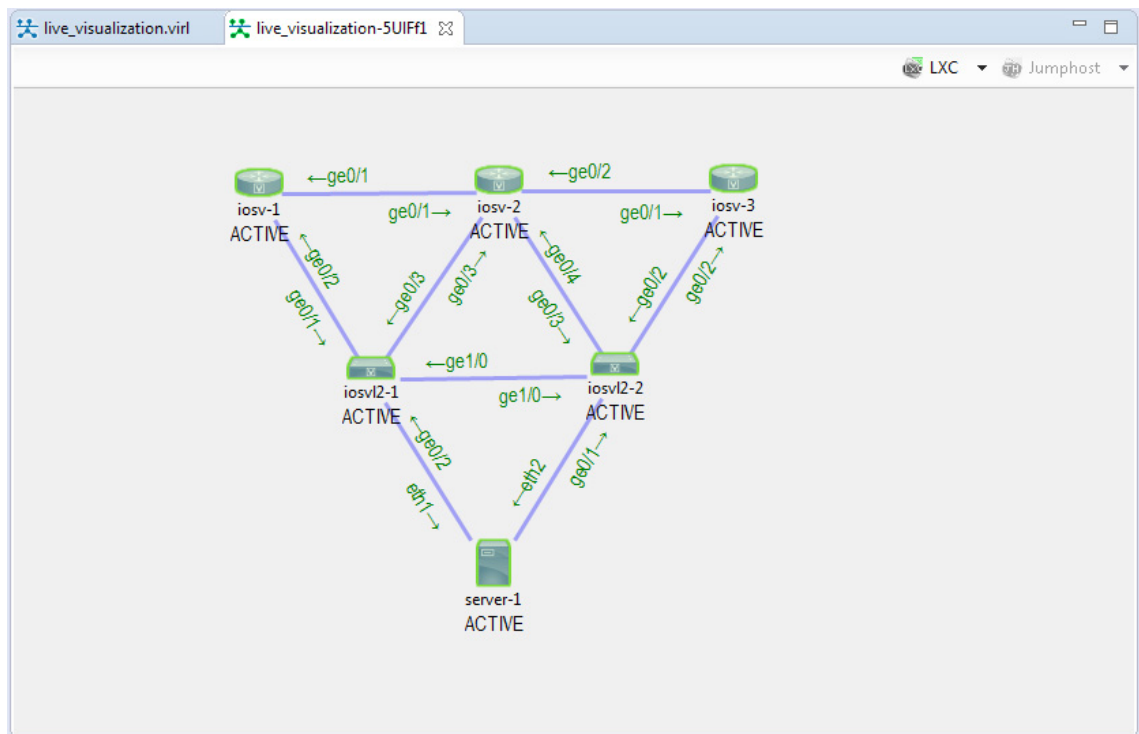 live_visualization.virl
live_visualization-5UIFf1
LXC
Jumphost
←ge0/1
←ge0/2
iosv-1
iosv-2
iosv-3
ge0/1→
ge0/1→
ACTIVE
ACTIVE
ACTIVE
←ge0/2
ge0/1→
←ge0/3
ge0/3→
←ge0/4
ge0/3→
←ge0/2
ge0/2→
←ge1/0
ge1/0→
iosvl2-1
iosvl2-2
ACTIVE
ACTIVE
←ge0/2
eth1→
←eth2
ge0/1→
server-1
ACTIVE